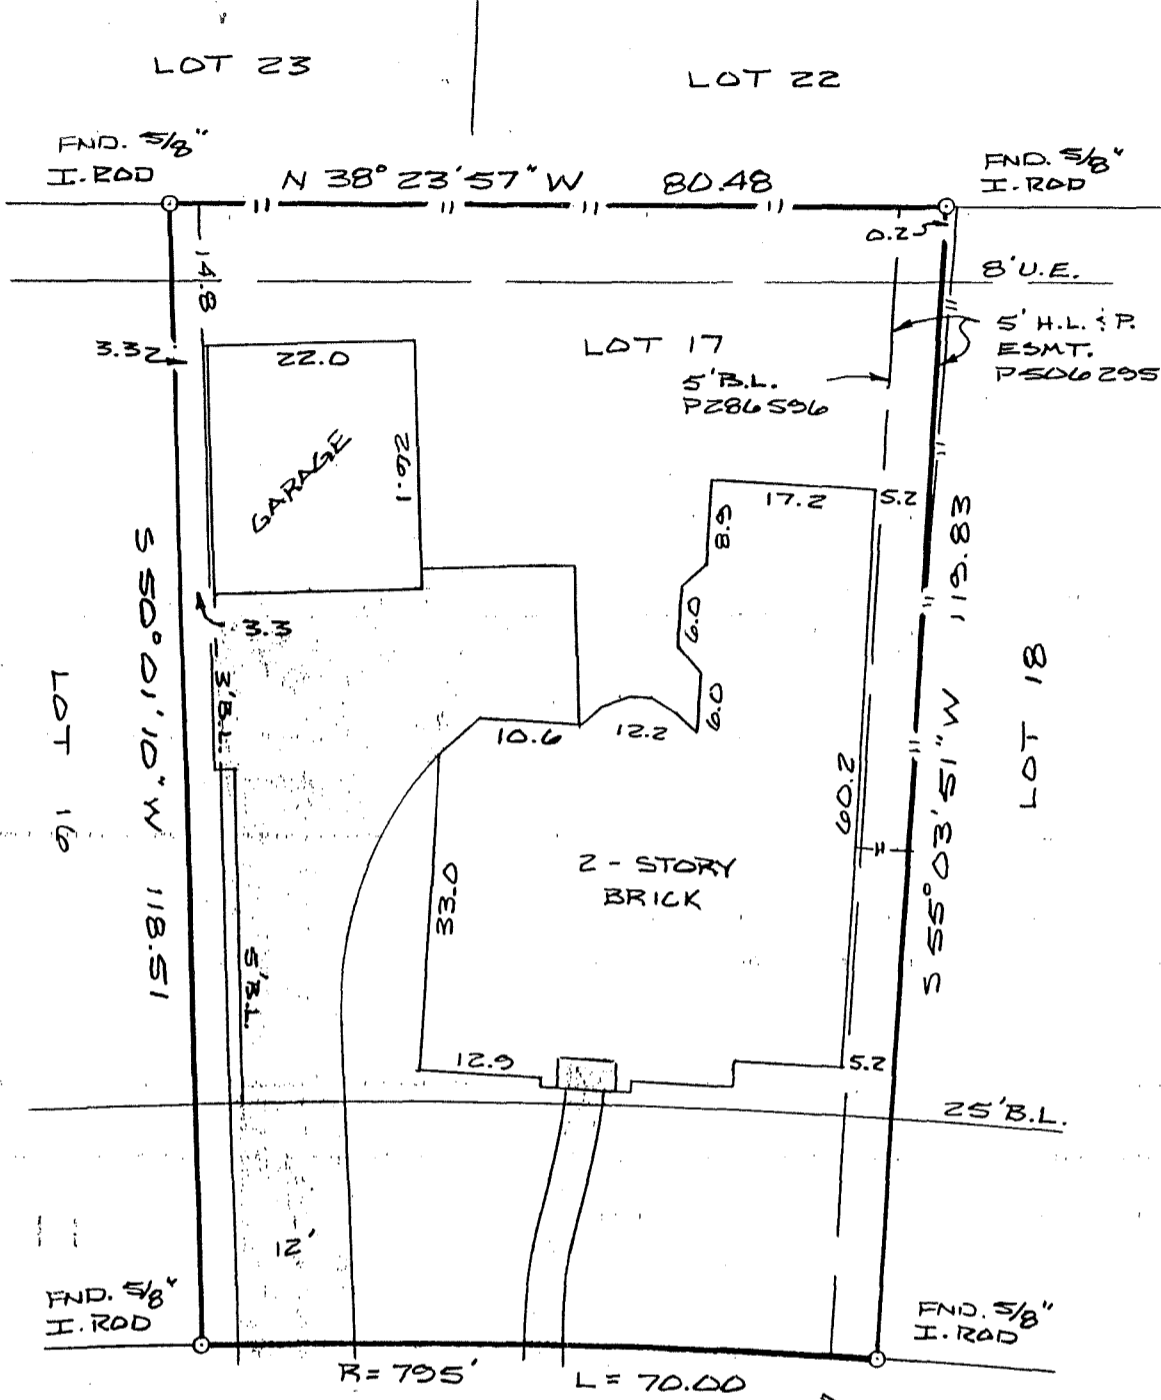 LOT 23
LOT 22
FND. 5/8"
I. ROD
N 38° 23' 57" W 80.48
FND. 5/8"
I. ROD
0.2
14.8
8' U.E.
5' H.L. & P.
ESMT.
P506295
3.32
22.0
LOT 17
5' B.L.
P286596
GARAGE
26.1
17.2
5.2
8.9
6.0
6.0
S 50° 01' 10" W 118.51
3.3
3' B.L.
LOT 16
10.6
12.2
119.83
S 55° 03' 51" W
LOT 18
60.2
2 - STORY
BRICK
33.0
5' B.L.
12.9
5.2
25' B.L.
12'
FND. 5/8"
I. ROD
FND. 5/8"
I. ROD
R = 795' L = 70.00